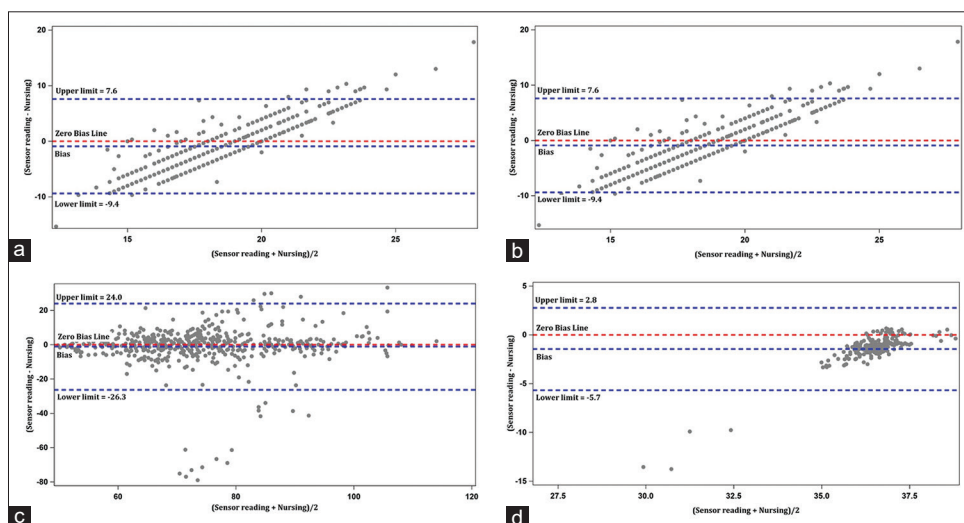 20
10
0
-10
Upper limit = 7.6
Zero Bias Line
Bias
Lower limit = -9.4
(Sensor reading - Nursing)
15 20 25
(Sensor reading + Nursing)/2
a
20
10
0
-10
Upper limit = 7.6
Zero Bias Line
Bias
Lower limit = -9.4
(Sensor reading - Nursing)
15 20 25
(Sensor reading + Nursing)/2
b
20
0
-20
-40
-60
-80
Upper limit = 24.0
Zero Bias Line
Bias
Lower limit = -26.3
(Sensor reading - Nursing)
60 80 100 120
(Sensor reading + Nursing)/2
c
5
0
-5
-10
-15
Upper limit = 2.8
Zero Bias Line
Bias
Lower limit = -5.7
(Sensor reading - Nursing)
27.5 30.0 32.5 35.0 37.5
(Sensor reading + Nursing)/2
d